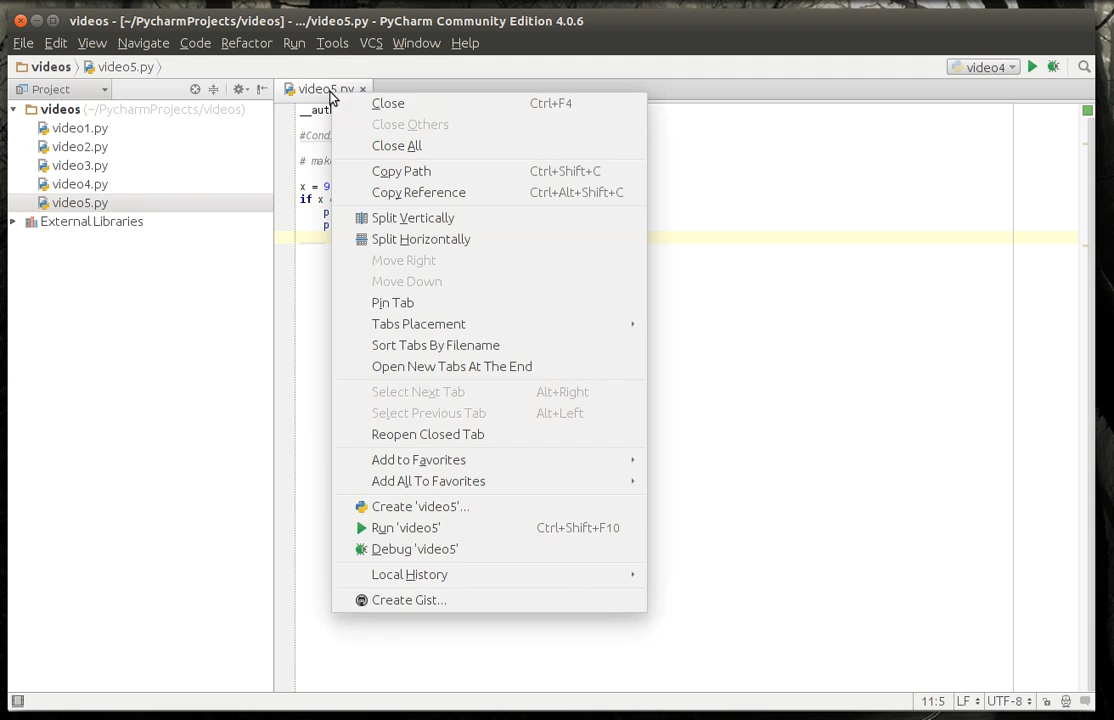 videos - [~/PycharmProjects/videos] - .../video5.py - PyCharm Community Edition 4.0.6
File Edit View Navigate Code Refactor Run Tools VCS Window Help
videos video5.py video4
Project video5.py
videos (~/PycharmProjects/videos)
video1.py
video2.py
video3.py
video4.py
video5.py
External Libraries
__aut
#Cond
# mak
x = 9
if x
p
p
Close Ctrl+F4
Close Others
Close All
Copy Path Ctrl+Shift+C
Copy Reference Ctrl+Alt+Shift+C
Split Vertically
Split Horizontally
Move Right
Move Down
Pin Tab
Tabs Placement
Sort Tabs By Filename
Open New Tabs At The End
Select Next Tab Alt+Right
Select Previous Tab Alt+Left
Reopen Closed Tab
Add to Favorites
Add All To Favorites
Create 'video5'...
Run 'video5' Ctrl+Shift+F10
Debug 'video5'
Local History
Create Gist...
11:5 LF UTF-8